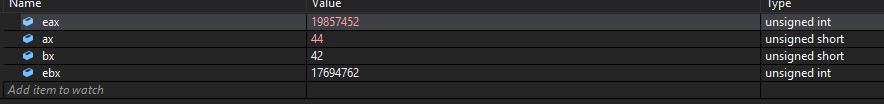 Name Value Type
eax 19857452 unsigned int
ax 44 unsigned short
bx 42 unsigned short
ebx 17694762 unsigned int
Add item to watch